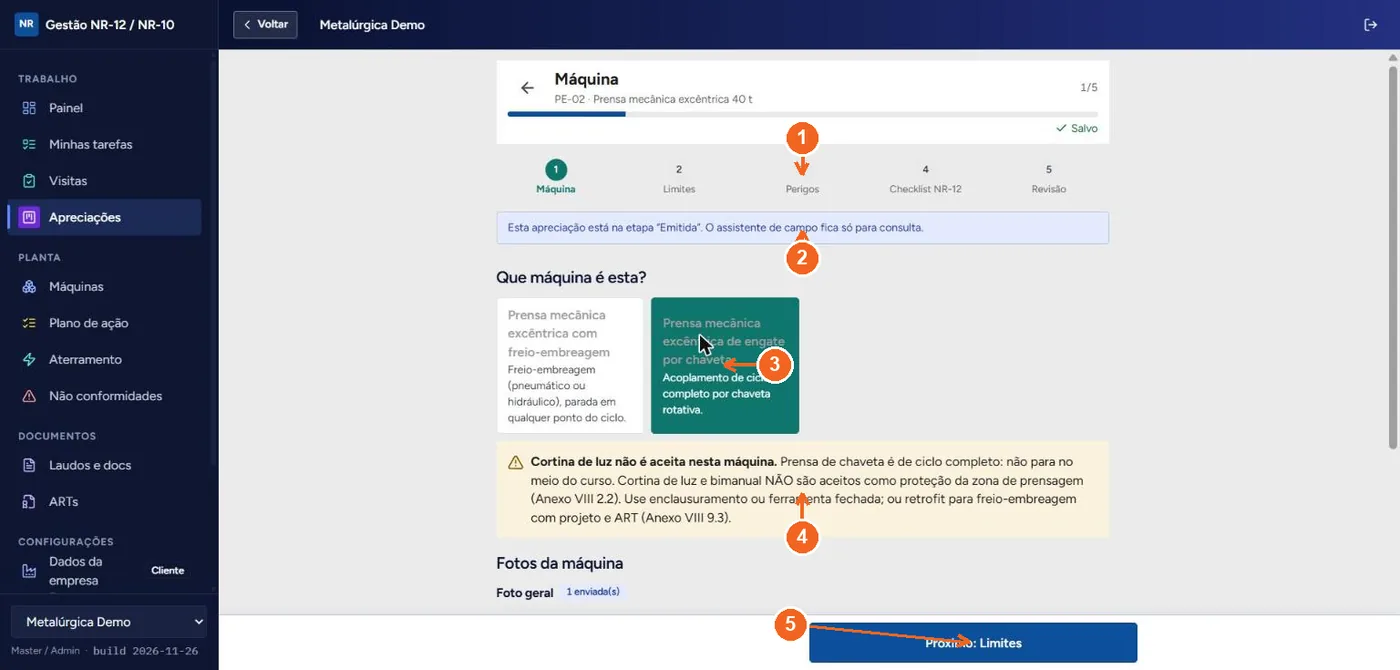 NR Gestão NR-12 / NR-10
Voltar
Metalúrgica Demo
TRABALHO
Painel
Minhas tarefas
Visitas
Apreciações
PLANTA
Máquinas
Plano de ação
Aterramento
Não conformidades
DOCUMENTOS
Laudos e docs
ARTs
CONFIGURAÇÕES
Dados da
empresa
Cliente
Metalúrgica Demo
Master / Admin · build 2026-11-26
Máquina
PE-02 · Prensa mecânica excêntrica 40 t
1/5
Salvo
1
1
Máquina
2
Limites
Perigos
4
Checklist NR-12
5
Revisão
Esta apreciação está na etapa “Emitida”. O assistente de campo fica só para consulta.
2
Que máquina é esta?
Prensa mecânica
excêntrica com
freio-embreagem
Freio-embreagem
(pneumático ou
hidráulico), parada em
qualquer ponto do ciclo.
Prensa mecânica
excêntrica de engate
por chaveta
Acoplamento de ciclo
completo por chaveta
rotativa.
3
Cortina de luz não é aceita nesta máquina. Prensa de chaveta é de ciclo completo: não para no
meio do curso. Cortina de luz e bimanual NÃO são aceitos como proteção da zona de prensagem
(Anexo VIII 2.2). Use enclausuramento ou ferramenta fechada; ou retrofit para freio-embreagem
com projeto e ART (Anexo VIII 9.3).
4
Fotos da máquina
Foto geral
1 enviada(s)
5
Próximo: Limites